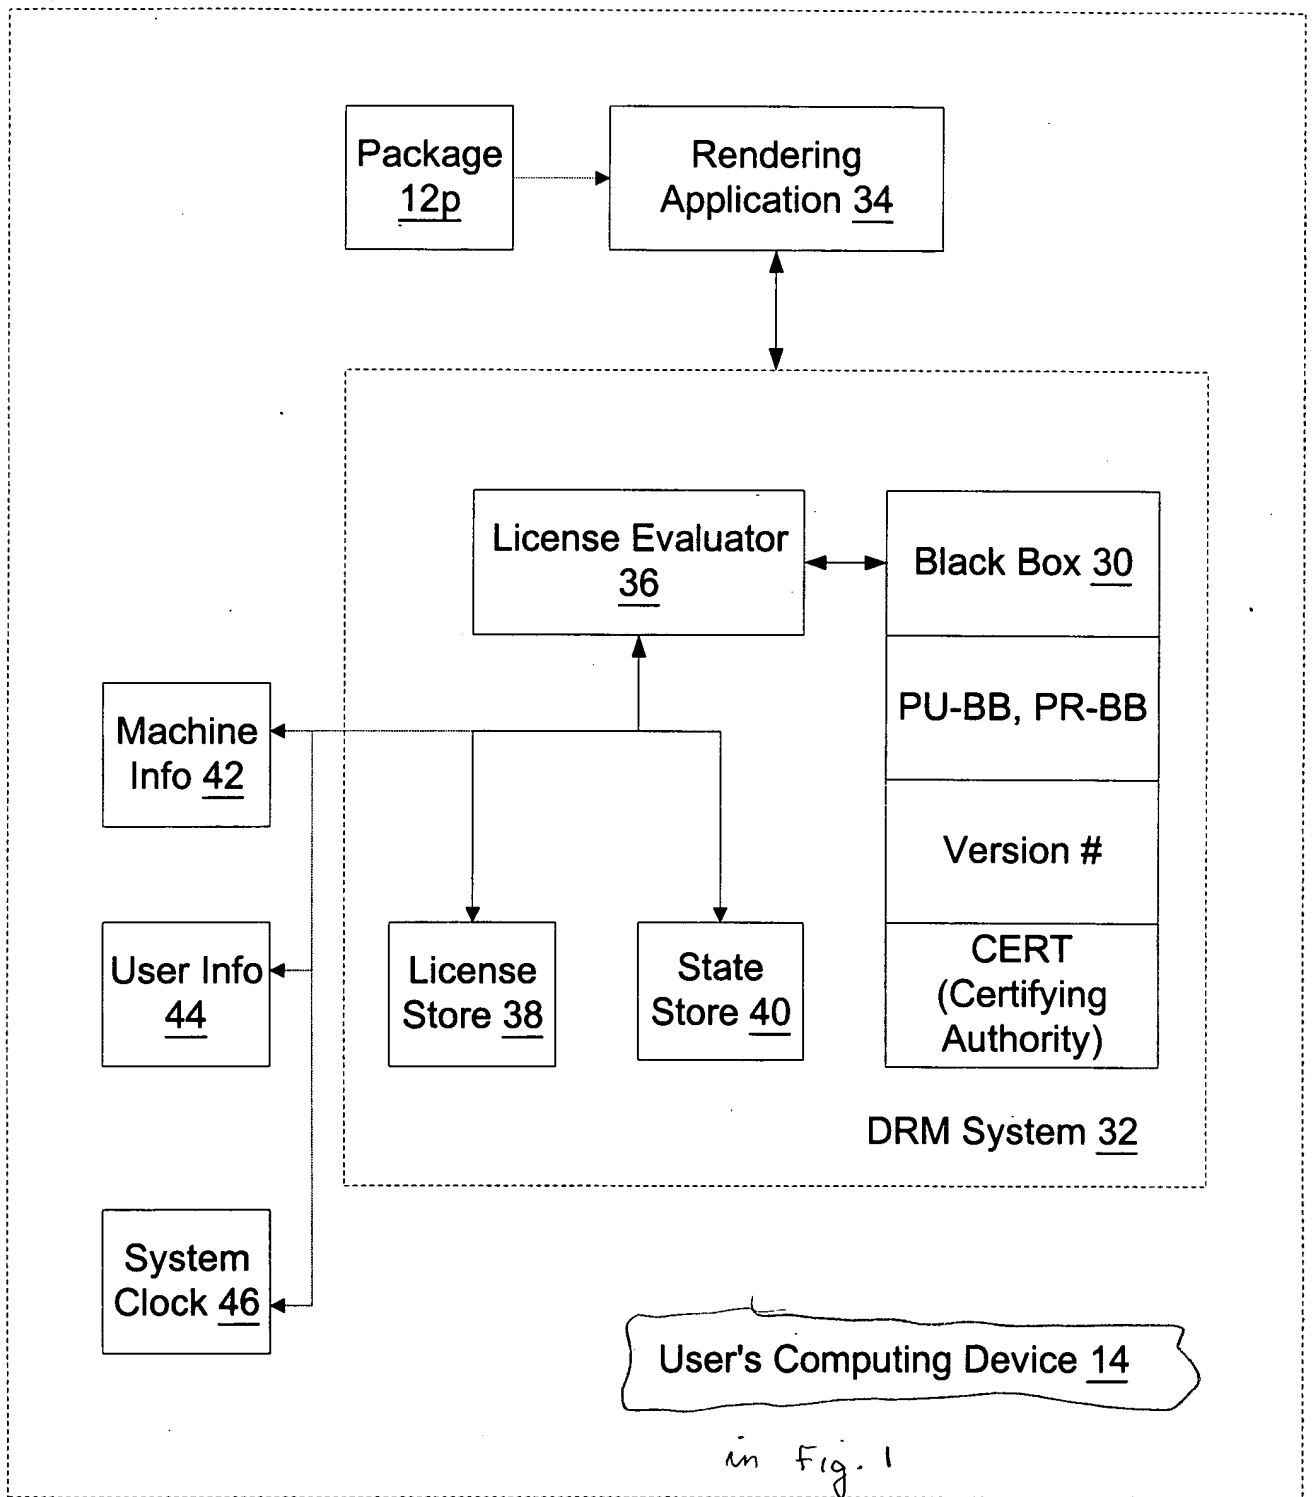 Package
12p
Rendering
Application 34
License Evaluator
36
Black Box 30
PU-BB, PR-BB
Version #
CERT
(Certifying
Authority)
Machine
Info 42
User Info
44
License
Store 38
State
Store 40
DRM System 32
System
Clock 46
User's Computing Device 14
in Fig. 1